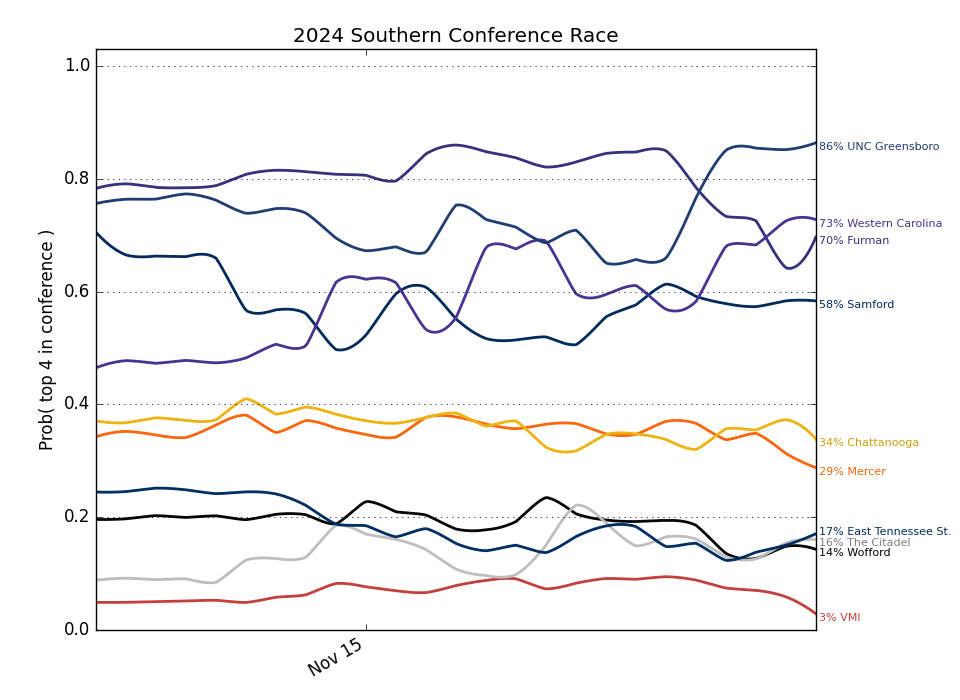 2024 Southern Conference Race
Prob( top 4 in conference )
1.0
0.8
0.6
0.4
0.2
0.0
Nov 15
86% UNC Greensboro
73% Western Carolina
70% Furman
58% Samford
34% Chattanooga
29% Mercer
17% East Tennessee St.
16% The Citadel
14% Wofford
3% VMI